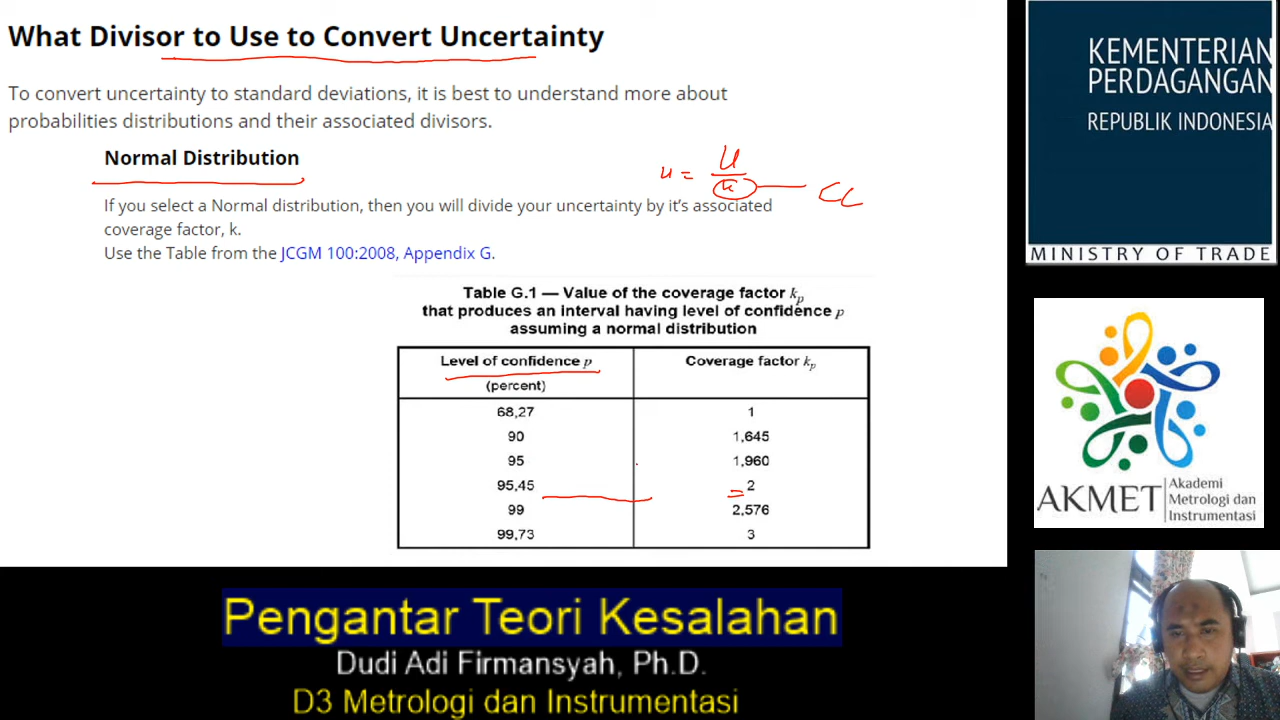 What Divisor to Use to Convert Uncertainty
To convert uncertainty to standard deviations, it is best to understand more about
probabilities distributions and their associated divisors.
Normal Distribution
u = U
k
CL
If you select a Normal distribution, then you will divide your uncertainty by it's associated
coverage factor, k.
Use the Table from the JCGM 100:2008, Appendix G.
Table G.1 — Value of the coverage factor kp
that produces an interval having level of confidence p
assuming a normal distribution
Level of confidence p Coverage factor kp
(percent)
68,27 1
90 1,645
95 1,960
95,45 = 2
99 2,576
99,73 3
KEMENTERIAN
PERDAGANGAN
REPUBLIK INDONESIA
MINISTRY OF TRADE
AKMET
Akademi
Metrologi dan
Instrumentasi
Pengantar Teori Kesalahan
Dudi Adi Firmansyah, Ph.D.
D3 Metrologi dan Instrumentasi